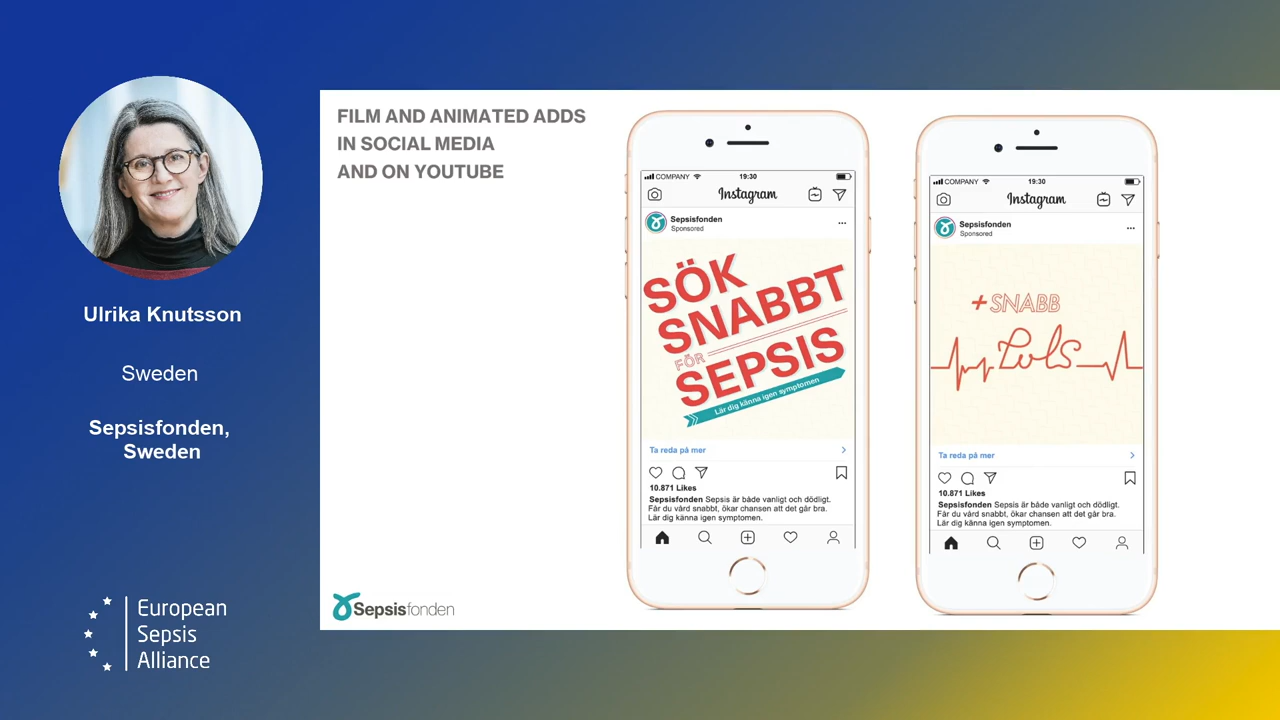 Ulrika Knutsson
Sweden
Sepsisfonden,
Sweden
European
Sepsis
Alliance
FILM AND ANIMATED ADDS
IN SOCIAL MEDIA
AND ON YOUTUBE
Sepsisfonden
COMPANY 19:30
Instagram
Sepsisfonden
Sponsored
SÖK
SNABBT
FÖR
SEPSIS
Lär dig känna igen symptomen
Ta reda på mer
10.871 Likes
Sepsisfonden Sepsis är både vanligt och dödligt.
Får du vård snabbt, ökar chansen att det går bra.
Lär dig känna igen symptomen.
COMPANY 19:30
Instagram
Sepsisfonden
Sponsored
+SNABB
Puls
Ta reda på mer
10.871 Likes
Sepsisfonden Sepsis är både vanligt och dödligt.
Får du vård snabbt, ökar chansen att det går bra.
Lär dig känna igen symptomen.